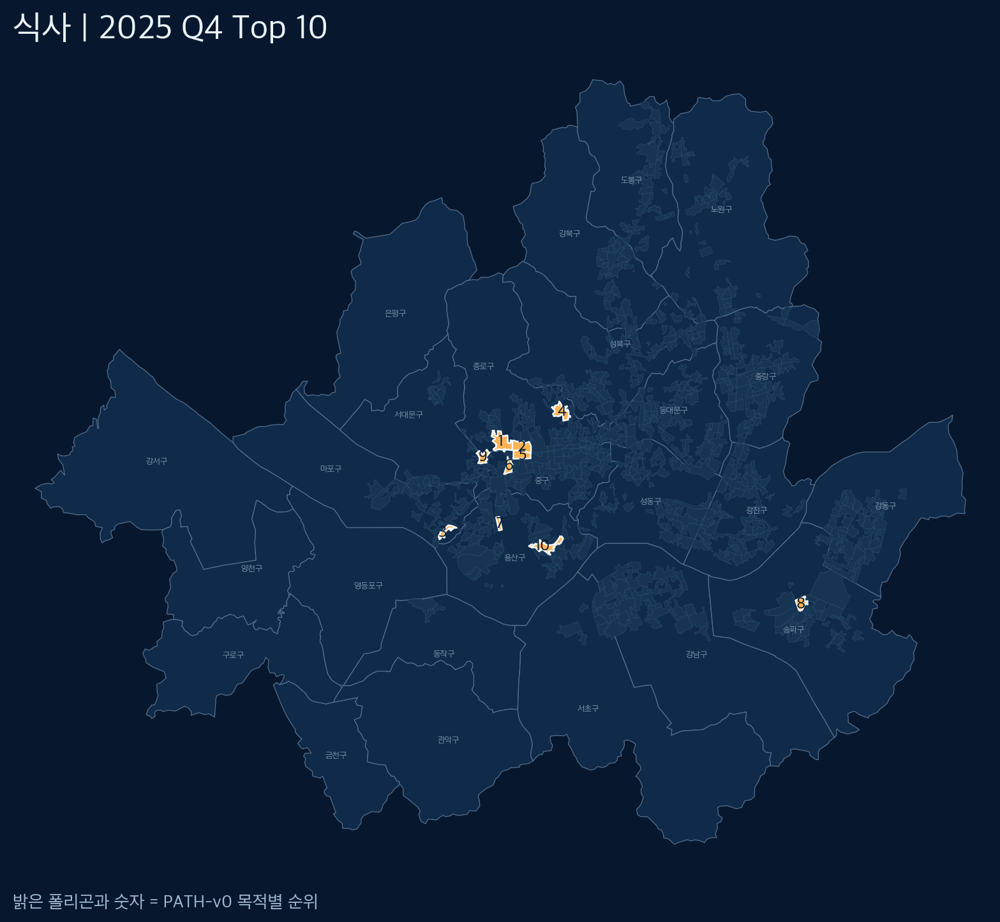 식사 | 2025 Q4 Top 10
도봉구
노원구
강북구
은평구
성북구
종로구
중랑구
서대문구
동대문구
4
1
2
5
9
6
강서구
마포구
중구
성동구
광진구
강동구
7
3
10
용산구
양천구
영등포구
8
송파구
구로구
동작구
강남구
서초구
관악구
금천구
밝은 폴리곤과 숫자 = PATH-v0 목적별 순위